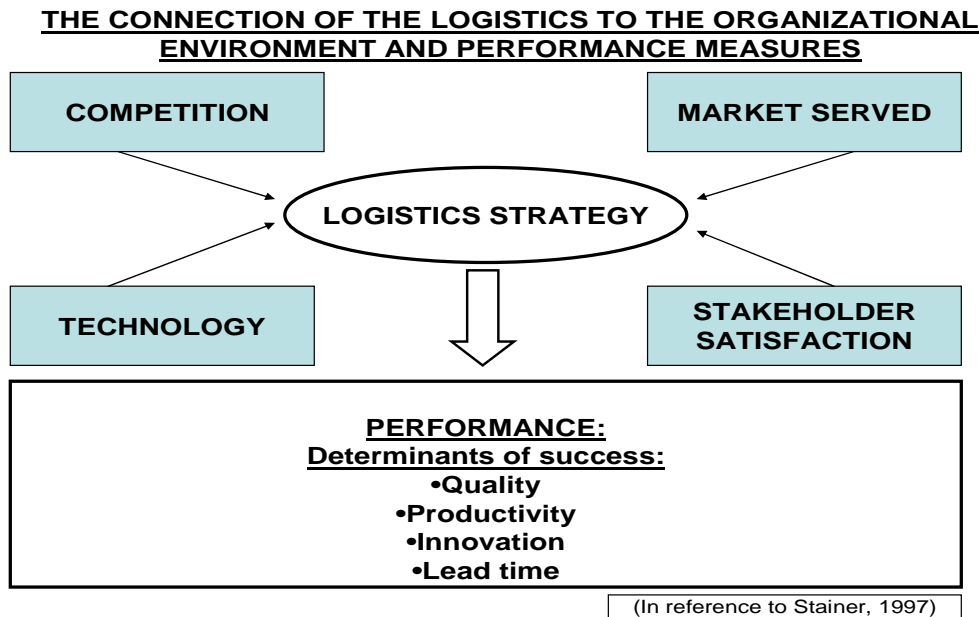 THE CONNECTION OF THE LOGISTICS TO THE ORGANIZATIONAL
ENVIRONMENT AND PERFORMANCE MEASURES
COMPETITION
MARKET SERVED
LOGISTICS STRATEGY
TECHNOLOGY
STAKEHOLDER
SATISFACTION
PERFORMANCE:
Determinants of success:
•Quality
•Productivity
•Innovation
•Lead time
(In reference to Stainer, 1997)